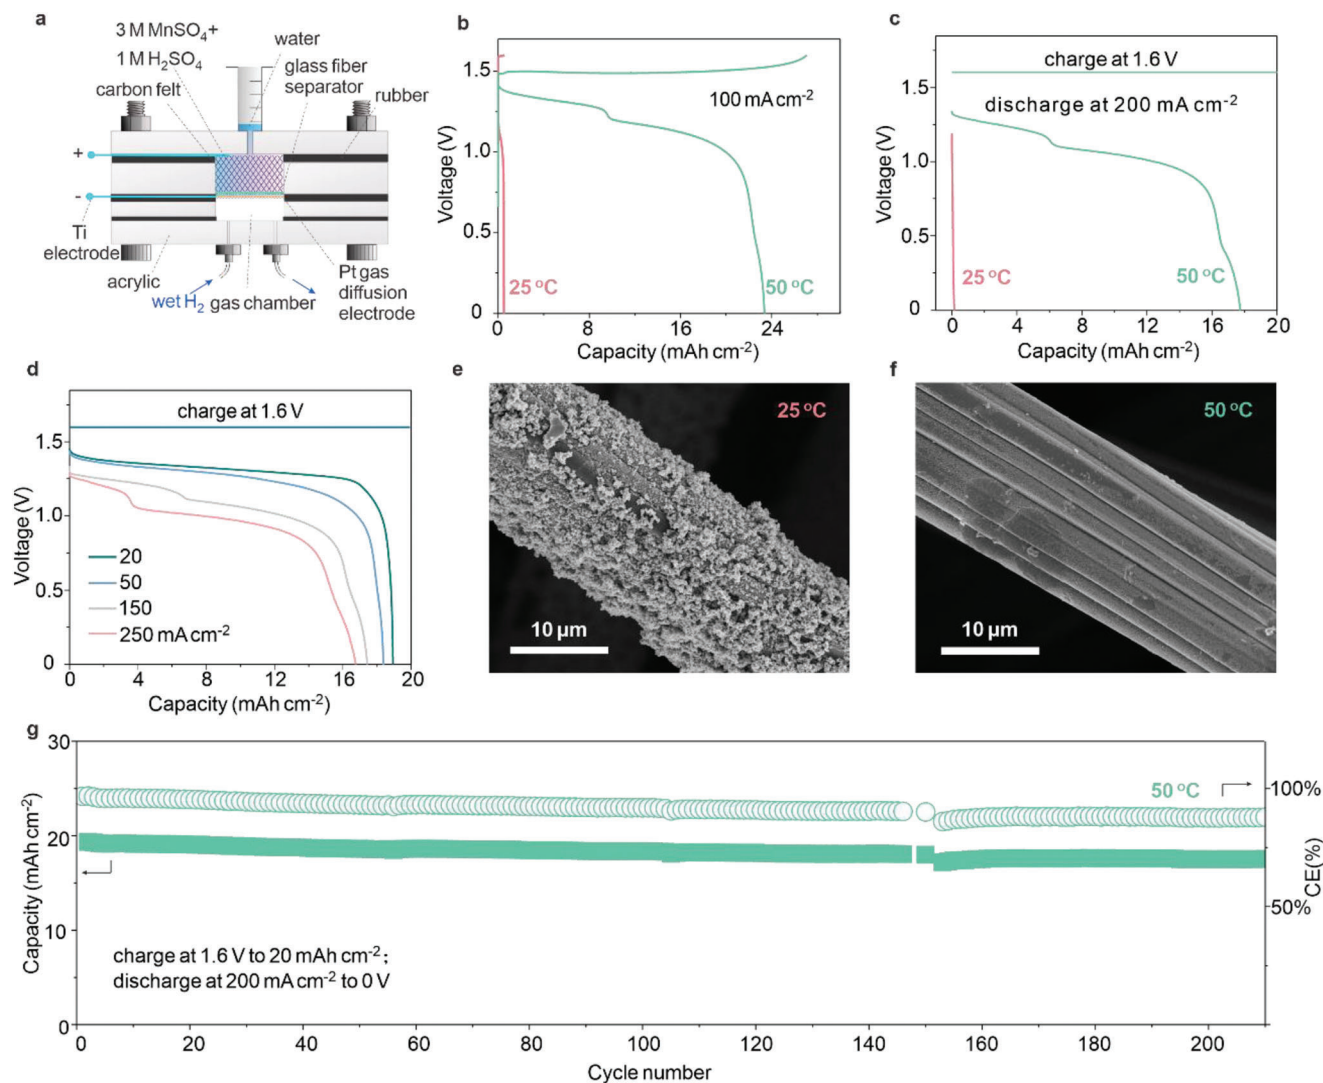 a
3 M MnSO₄+
1 M H₂SO₄
carbon felt
water
glass fiber
separator
rubber
+
-
Ti
electrode
acrylic
wet H₂
gas chamber
Pt gas
diffusion
electrode
b
Voltage (V)
1.5
1.0
0.5
0
100 mA cm⁻²
25 °C
50 °C
0 8 16 24
Capacity (mAh cm⁻²)
c
Voltage (V)
1.5
1.0
0.5
0
charge at 1.6 V
discharge at 200 mA cm⁻²
25 °C
50 °C
0 4 8 12 16 20
Capacity (mAh cm⁻²)
d
Voltage (V)
1.5
1.0
0.5
0
charge at 1.6 V
20
50
150
250 mA cm⁻²
0 4 8 12 16 20
Capacity (mAh cm⁻²)
e
25 °C
10 µm
f
50 °C
10 µm
g
Capacity (mAh cm⁻²)
30
20
10
0
50 °C
100%
50%
CE(%)
charge at 1.6 V to 20 mAh cm⁻²;
discharge at 200 mA cm⁻² to 0 V
0 20 40 60 80 100 120 140 160 180 200
Cycle number